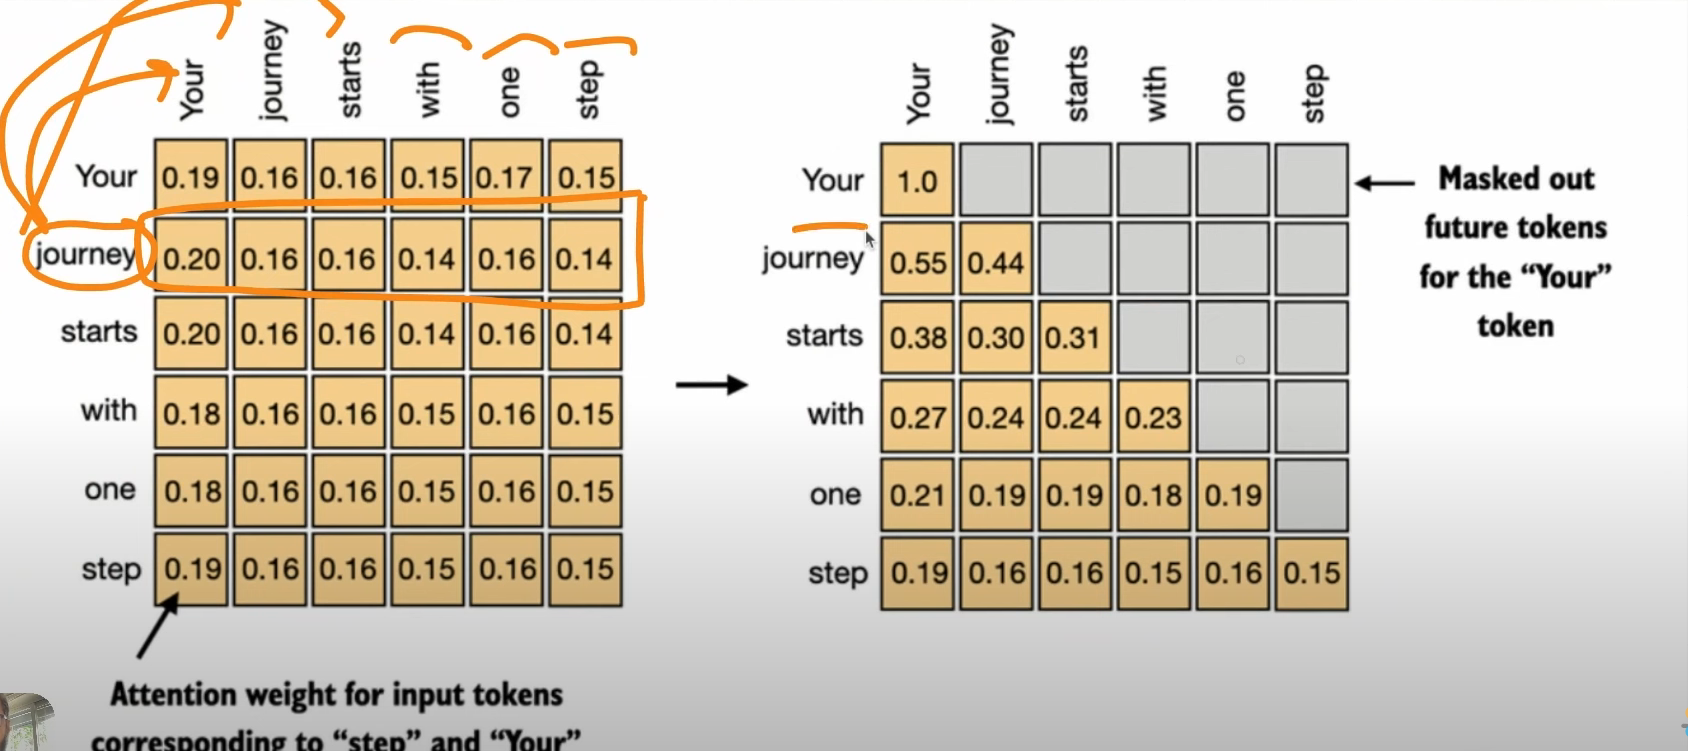 Your journey starts with one step
Your 0.19 0.16 0.16 0.15 0.17 0.15
journey 0.20 0.16 0.16 0.14 0.16 0.14
starts 0.20 0.16 0.16 0.14 0.16 0.14
with 0.18 0.16 0.16 0.15 0.16 0.15
one 0.18 0.16 0.16 0.15 0.16 0.15
step 0.19 0.16 0.16 0.15 0.16 0.15
Attention weight for input tokens
corresponding to “step” and “Your”
Your journey starts with one step
Your 1.0
journey 0.55 0.44
starts 0.38 0.30 0.31
with 0.27 0.24 0.24 0.23
one 0.21 0.19 0.19 0.18 0.19
step 0.19 0.16 0.16 0.15 0.16 0.15
Masked out
future tokens
for the “Your”
token